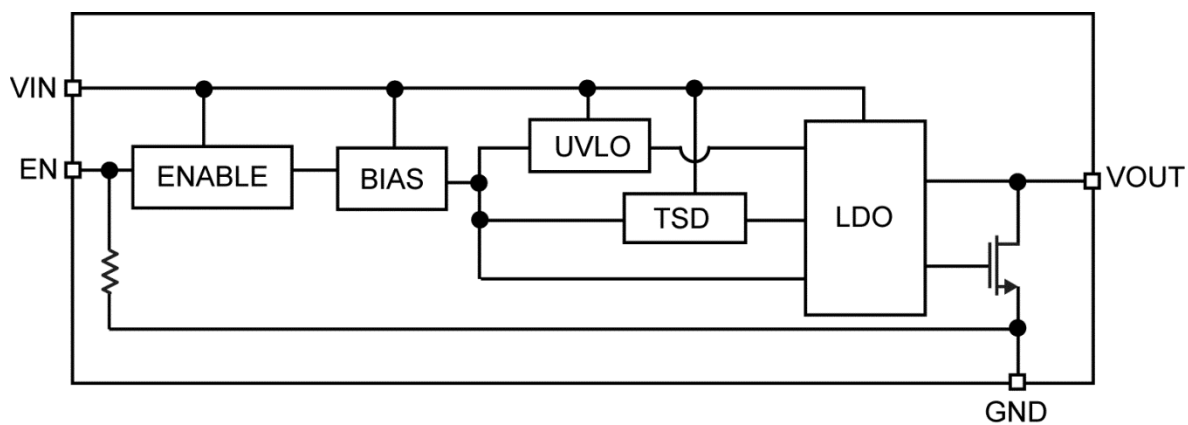 VIN
EN
ENABLE
BIAS
UVLO
TSD
LDO
VOUT
GND